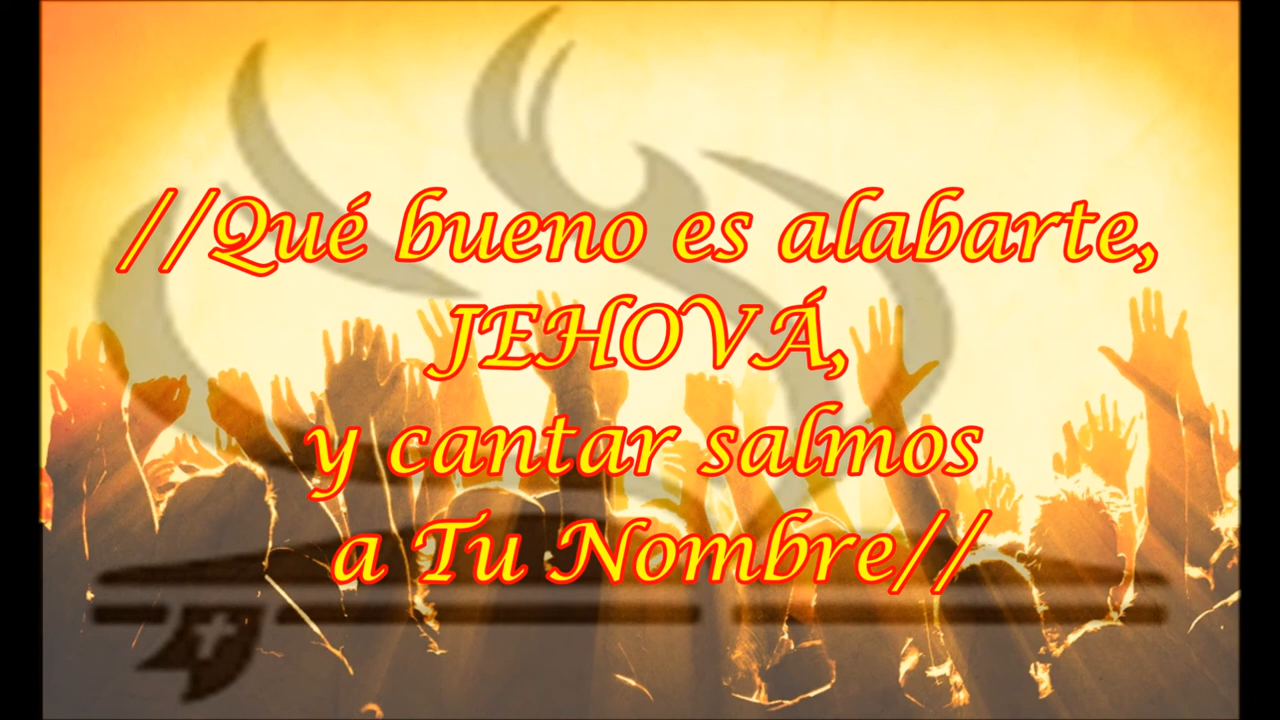 //Qué bueno es alabarte,
JEHOVÁ,
y cantar salmos
a Tu Nombre//